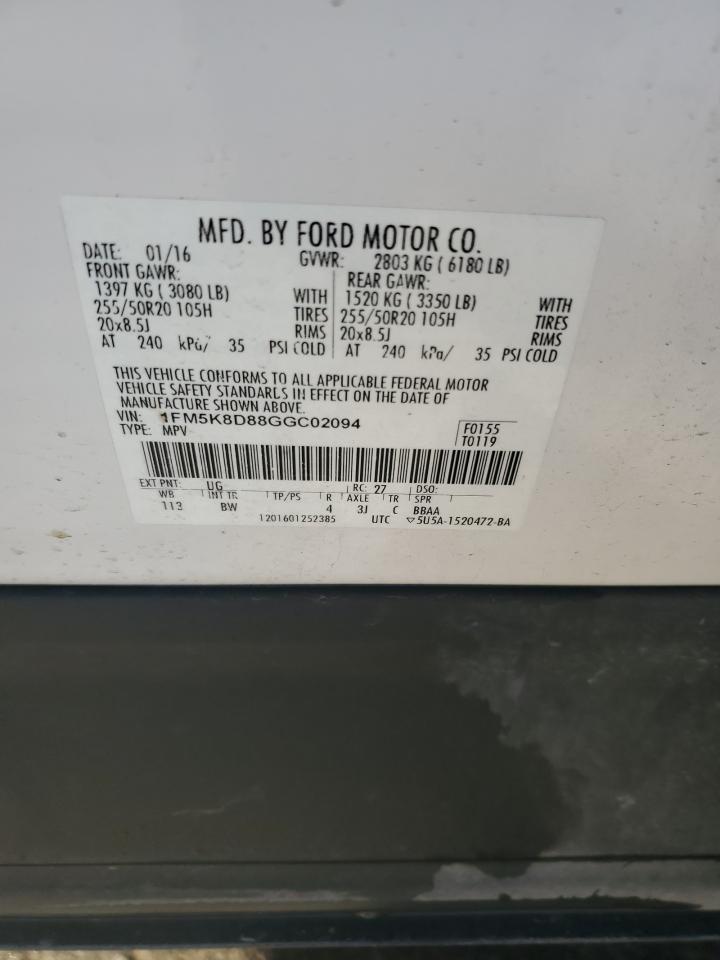 MFD. BY FORD MOTOR CO.
DATE: 01/16 GVWR: 2803 KG ( 6180 LB)
FRONT GAWR: REAR GAWR:
1397 KG ( 3080 LB) WITH 1520 KG ( 3350 LB) WITH
255/50R20 105H TIRES 255/50R20 105H TIRES
20x8.5J RIMS 20x8.5J RIMS
AT 240 kPa/ 35 PSI COLD AT 240 kPa/ 35 PSI COLD
THIS VEHICLE CONFORMS TO ALL APPLICABLE FEDERAL MOTOR
VEHICLE SAFETY STANDARDS IN EFFECT ON THE DATE OF
MANUFACTURE SHOWN ABOVE.
VIN: 1FM5K8D88GGC02094 F0155
TYPE: MPV T0119
EXT PNT: UG RC: 27 DSO:
WB INT TR TP/PS R AXLE TR SPR
113 BW 4 3J C BBAA
1201601252385 UTC ▽5U5A-1520472-BA